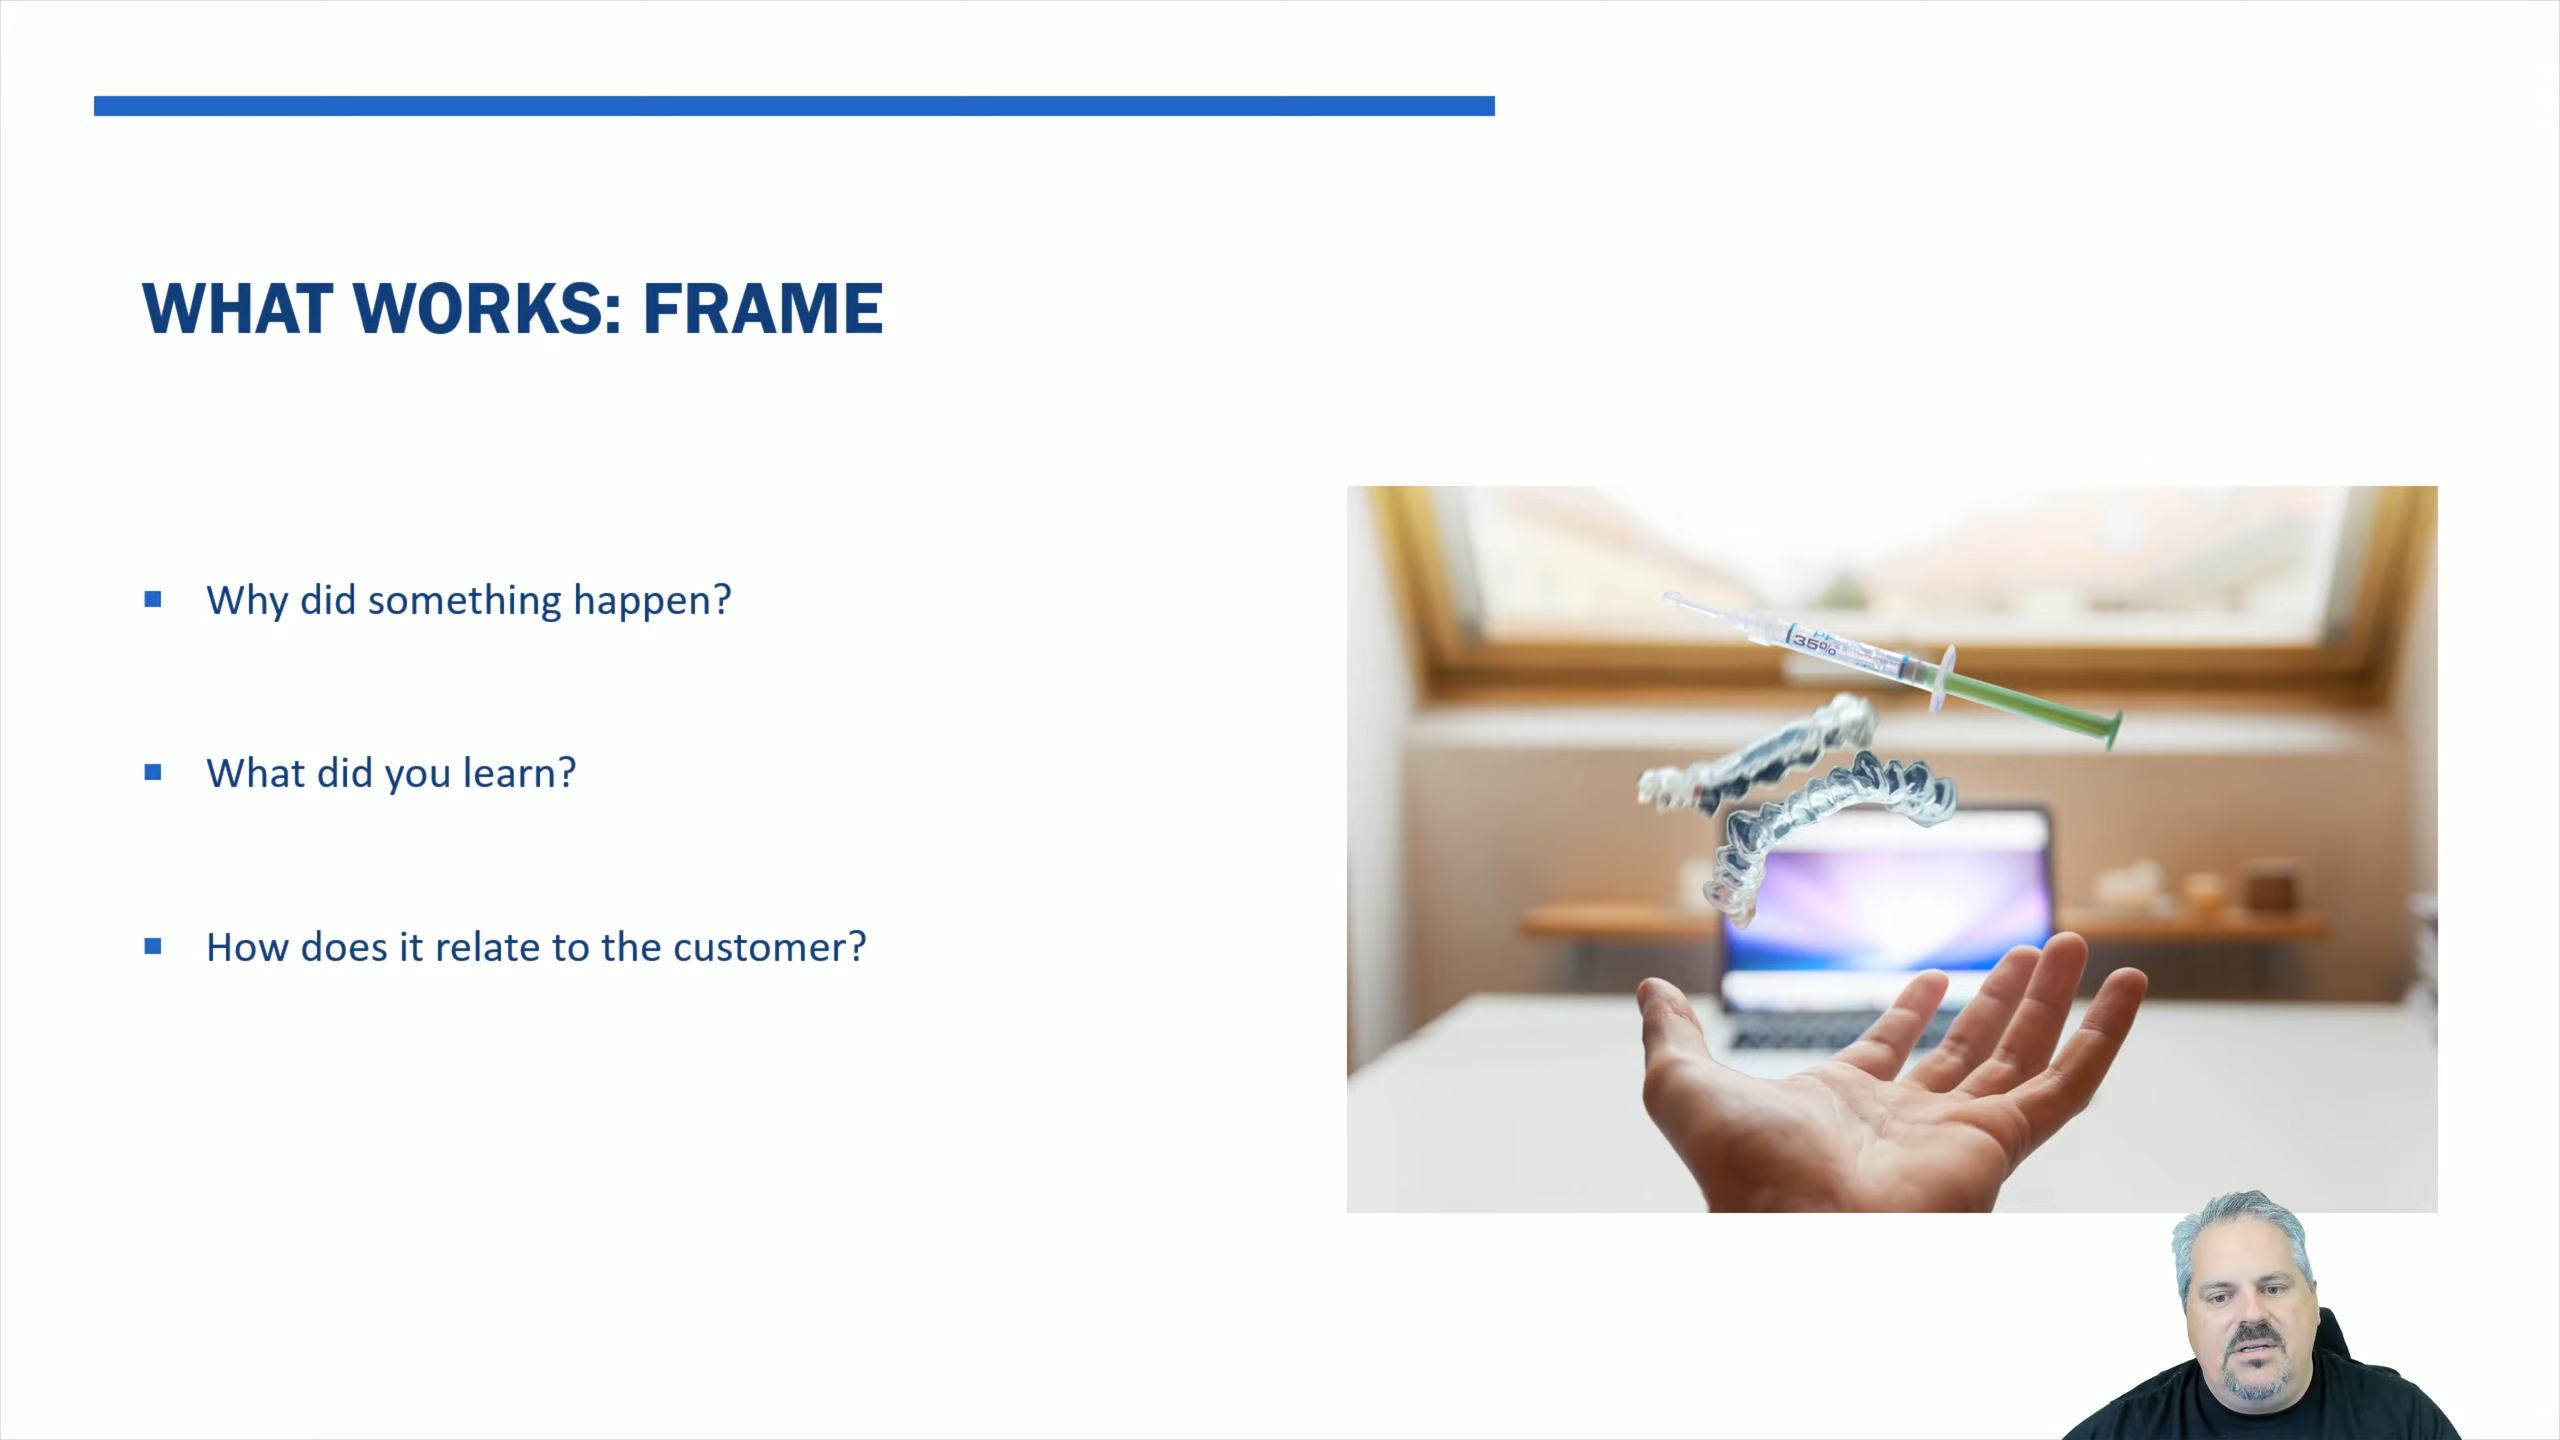 WHAT WORKS: FRAME
Why did something happen?
What did you learn?
How does it relate to the customer?
35%